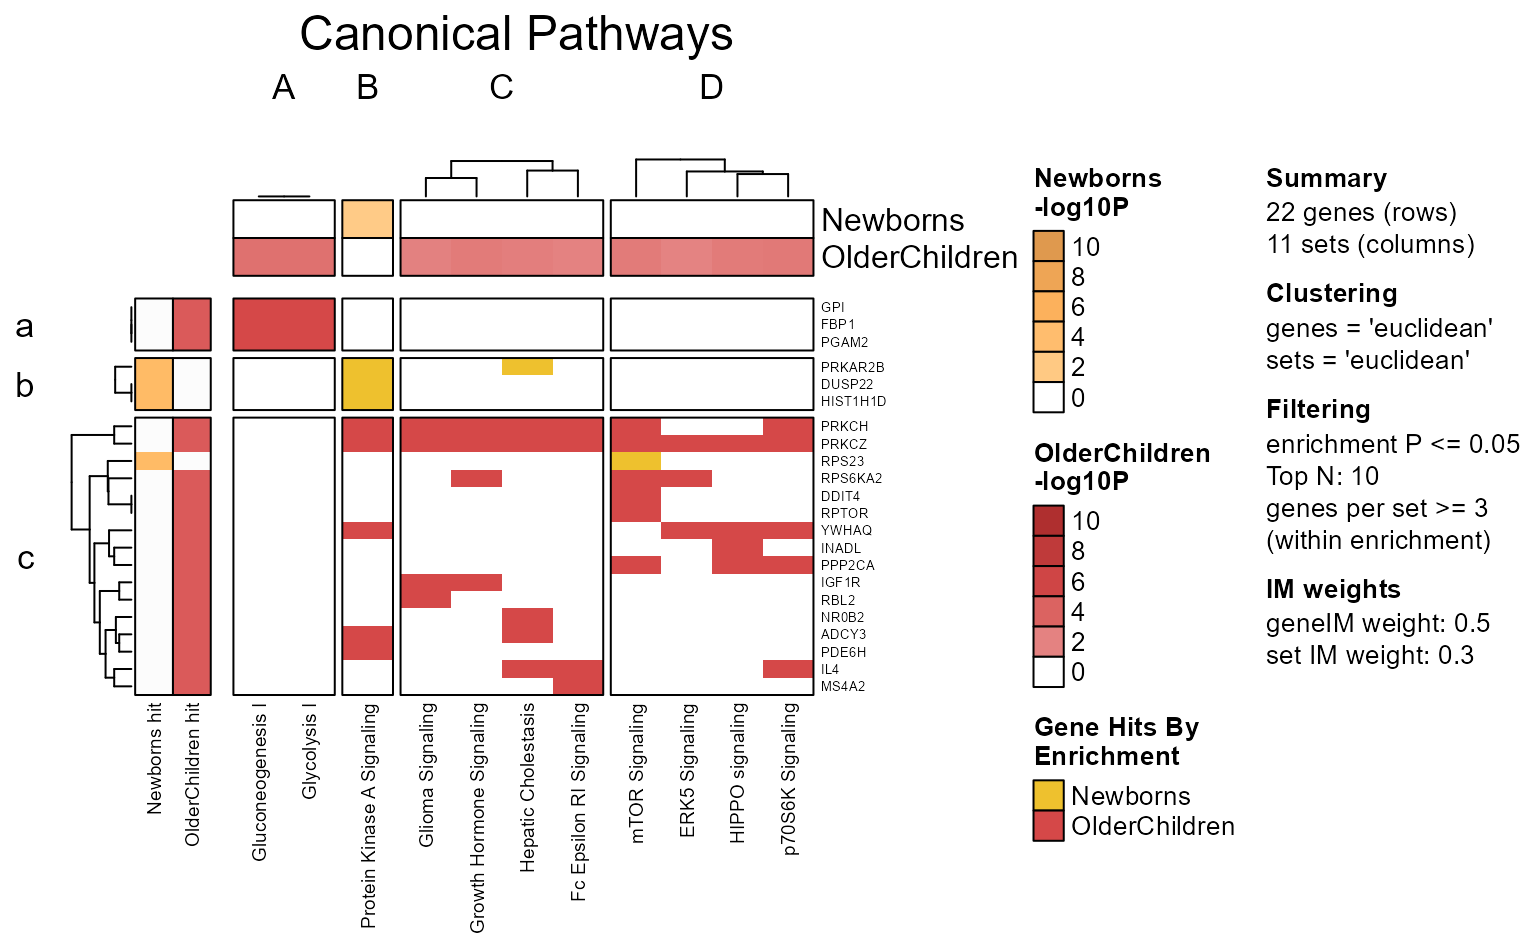 Canonical Pathways
A
B
C
D
Newborns
OlderChildren
a
b
c
GPI
FBP1
PGAM2
PRKAR2B
DUSP22
HIST1H1D
PRKCH
PRKCZ
RPS23
RPS6KA2
DDIT4
RPTOR
YWHAQ
INADL
PPP2CA
IGF1R
RBL2
NR0B2
ADCY3
PDE6H
IL4
MS4A2
Newborns hit
OlderChildren hit
Gluconeogenesis I
Glycolysis I
Protein Kinase A Signaling
Glioma Signaling
Growth Hormone Signaling
Hepatic Cholestasis
Fc Epsilon RI Signaling
mTOR Signaling
ERK5 Signaling
HIPPO signaling
p70S6K Signaling
Newborns
-log10P
10
8
6
4
2
0
OlderChildren
-log10P
10
8
6
4
2
0
Gene Hits By
Enrichment
Newborns
OlderChildren
Summary
22 genes (rows)
11 sets (columns)
Clustering
genes = 'euclidean'
sets = 'euclidean'
Filtering
enrichment P <= 0.05
Top N: 10
genes per set >= 3
(within enrichment)
IM weights
geneIM weight: 0.5
set IM weight: 0.3